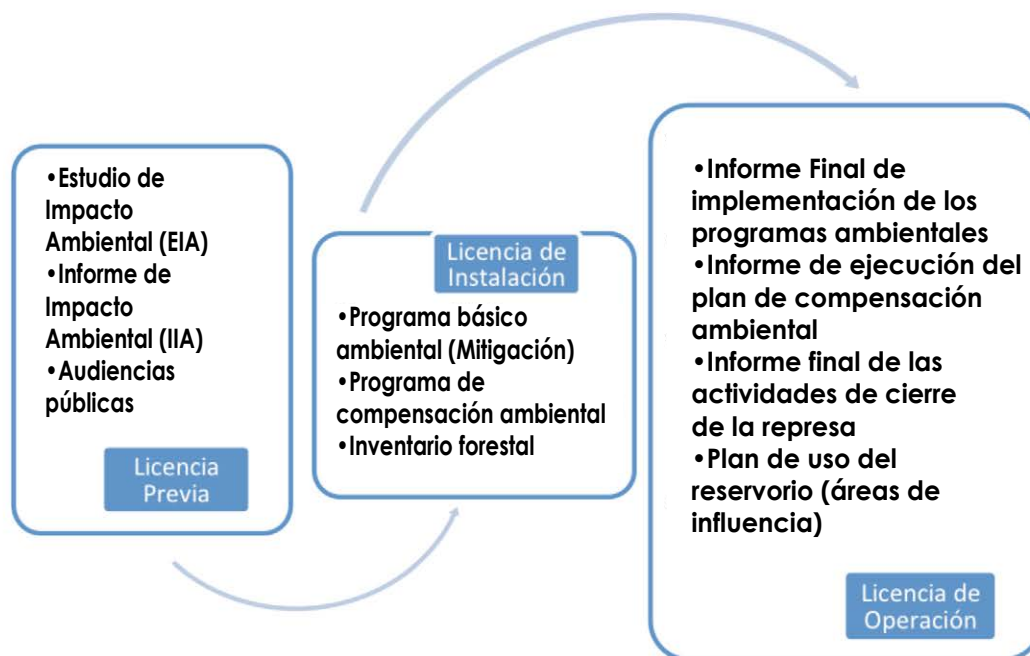 •Estudio de
Impacto
Ambiental (EIA)
•Informe de
Impacto
Ambiental (IIA)
•Audiencias
públicas
Licencia
Previa
Licencia de
Instalación
•Programa básico
ambiental (Mitigación)
•Programa de
compensación ambiental
•Inventario forestal
•Informe Final de
implementación de los
programas ambientales
•Informe de ejecución del
plan de compensación
ambiental
•Informe final de las
actividades de cierre
de la represa
•Plan de uso del
reservorio (áreas de
influencia)
Licencia de
Operación